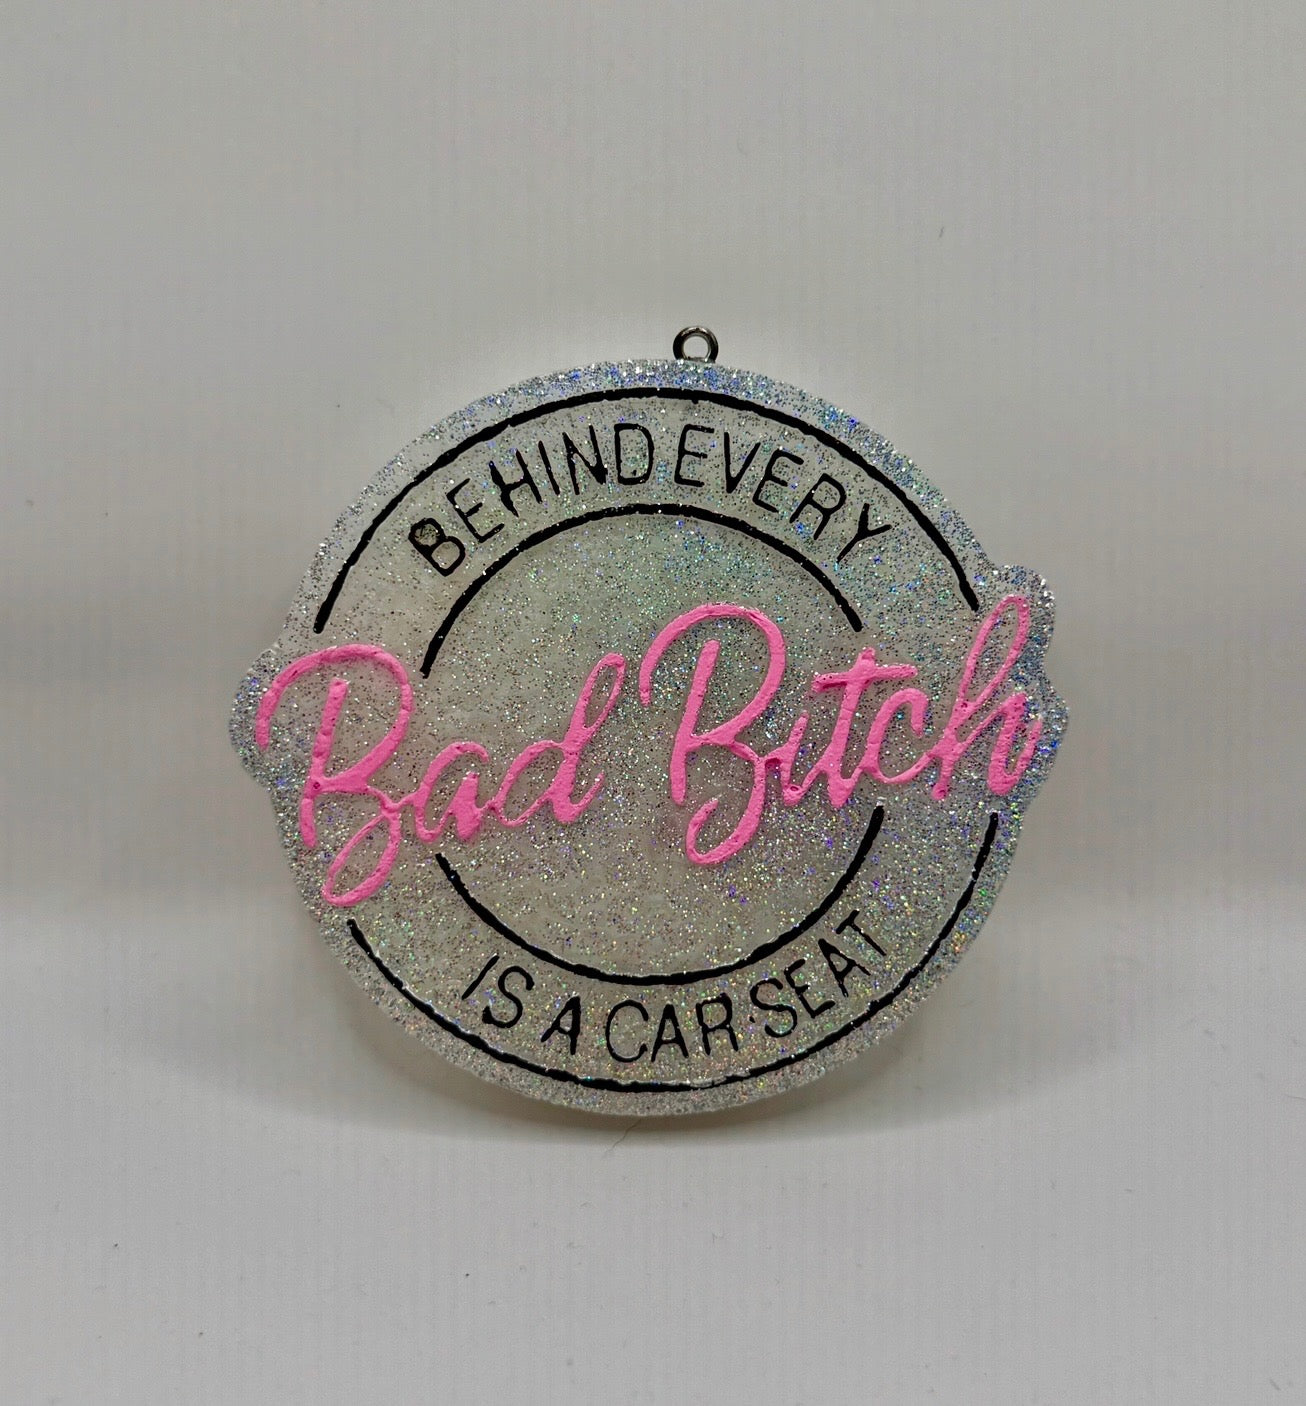 BEHIND EVERY
Bad Bitch
IS A CAR SEAT